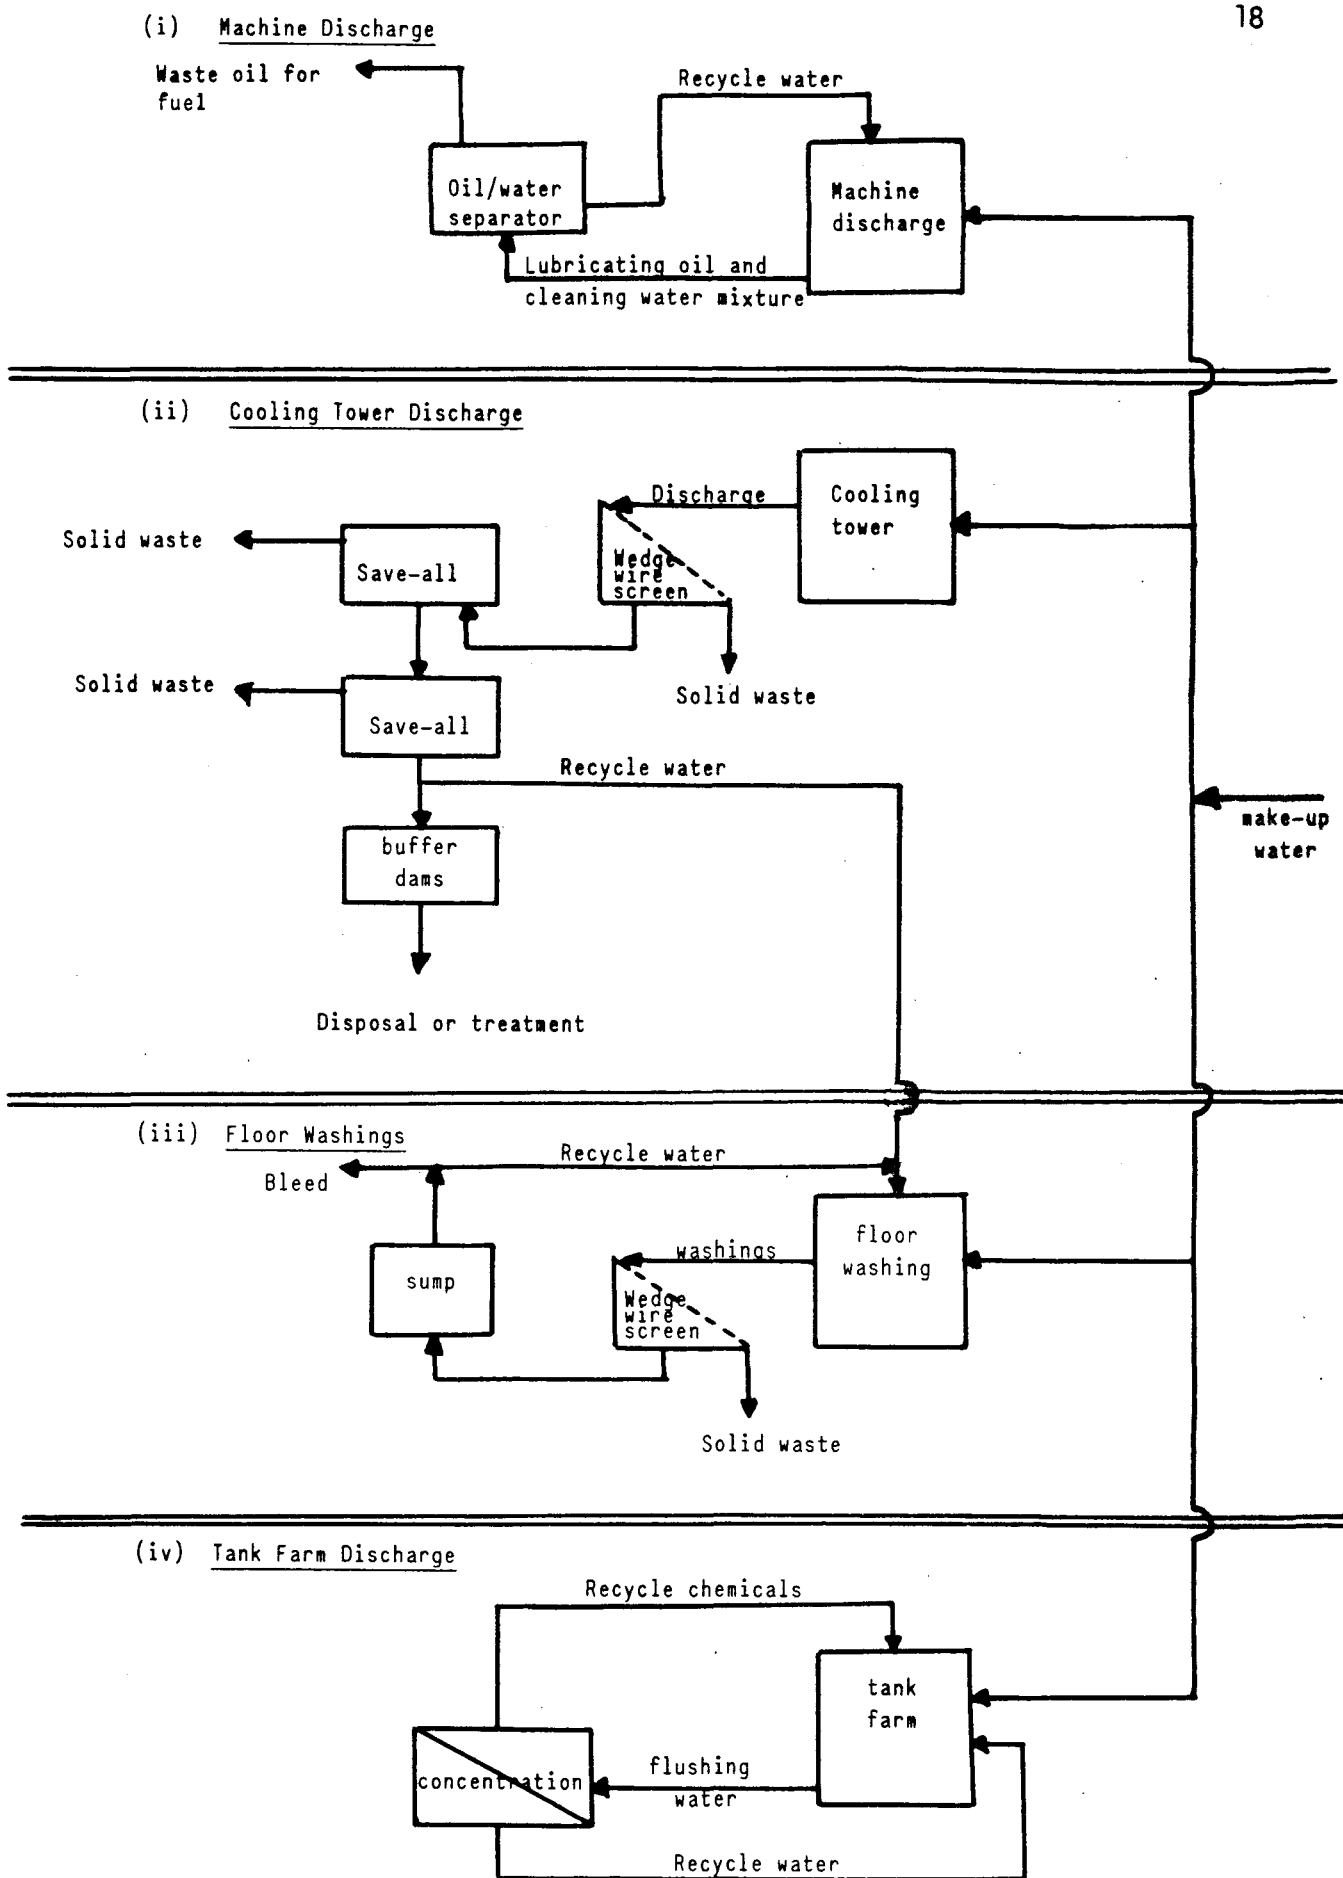 18
(i) Machine Discharge
Waste oil for
fuel
Recycle water
Oil/water
separator
Machine
discharge
Lubricating oil and
cleaning water mixture
(ii) Cooling Tower Discharge
Discharge
Cooling
tower
Solid waste
Save-all
Wedge
wire
screen
Solid waste
Solid waste
Save-all
Recycle water
make-up
water
buffer
dams
Disposal or treatment
(iii) Floor Washings
Recycle water
Bleed
floor
washing
washings
sump
Wedge
wire
screen
Solid waste
(iv) Tank Farm Discharge
Recycle chemicals
tank
farm
flushing
water
concentration
Recycle water